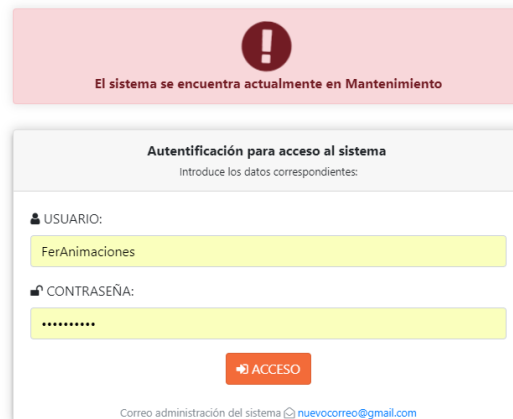 El sistema se encuentra actualmente en Mantenimiento
Autentificación para acceso al sistema
Introduce los datos correspondientes:
USUARIO:
FerAnimaciones
CONTRASEÑA:
••••••••••
ACCESO
Correo administración del sistema nuevocorreo@gmail.com